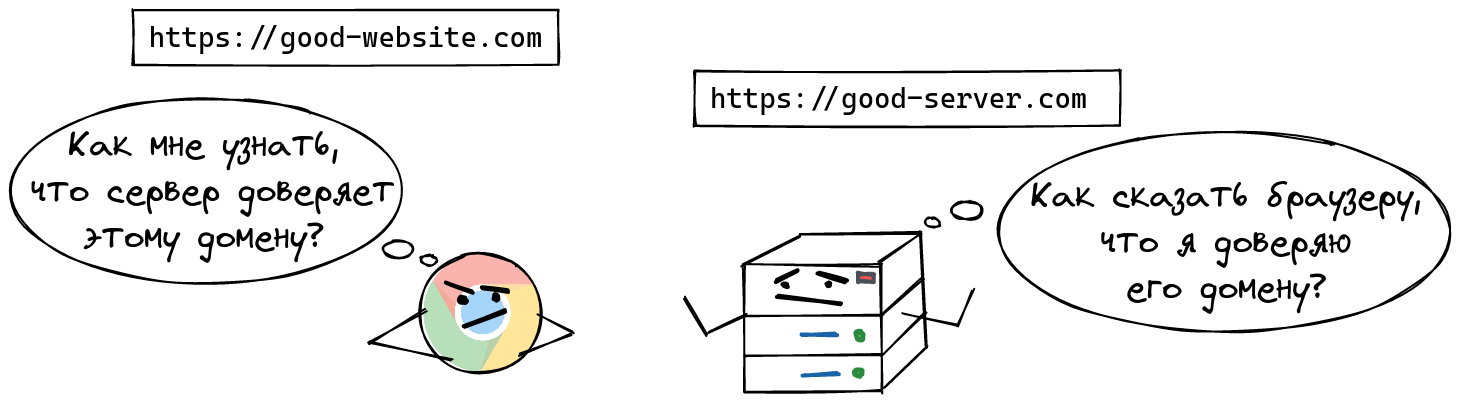 https://good-website.com
Как мне узнать,
что сервер доверяет
этому домену?
https://good-server.com
Как сказать браузеру,
что я доверяю
его домену?